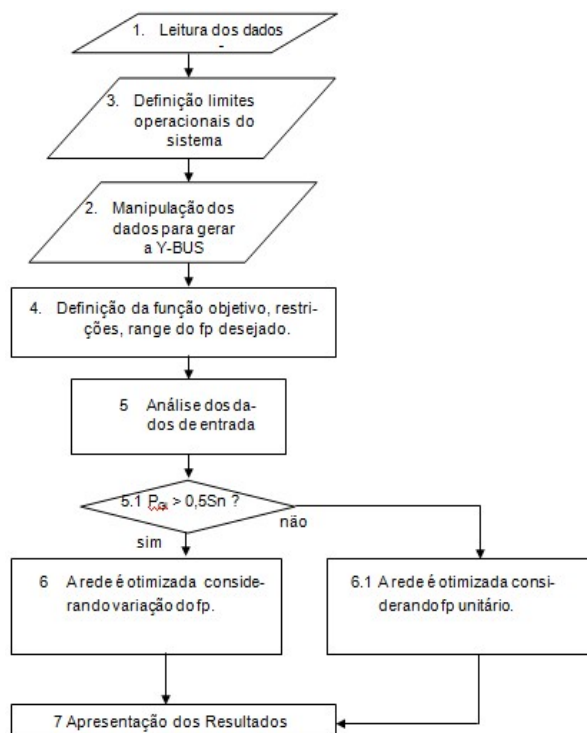 1. Leitura dos dados
-
3. Definição limites
operacionais do
sistema
2. Manipulação dos
dados para gerar
a Y-BUS
4. Definição da função objetivo, restri-
ções, range do fp desejado.
5 Análise dos da-
dos de entrada
5.1 P > 0,5Sn ?
não
sim
6 A rede é otimizada conside-
rando variação do fp.
6.1 A rede é otimizada consi-
derando fp unitário.
7 Apresentação dos Resultados